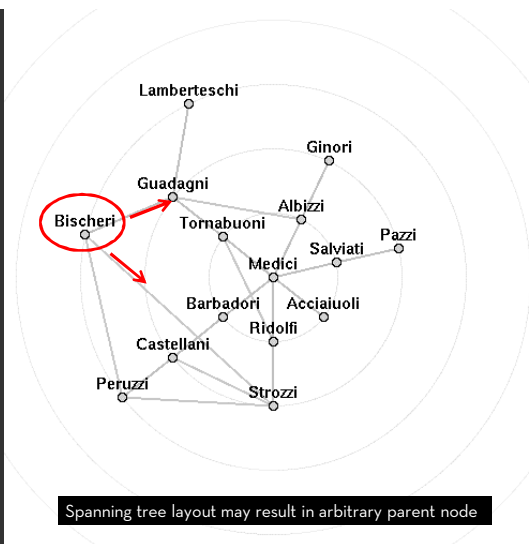 Lamberteschi
Ginori
Guadagni
Albizzi
Bischeri
Tornabuoni
Pazzi
Salviati
Medici
Barbadori
Acciaiuoli
Ridolfi
Castellani
Peruzzi
Strozzi
Spanning tree layout may result in arbitrary parent node